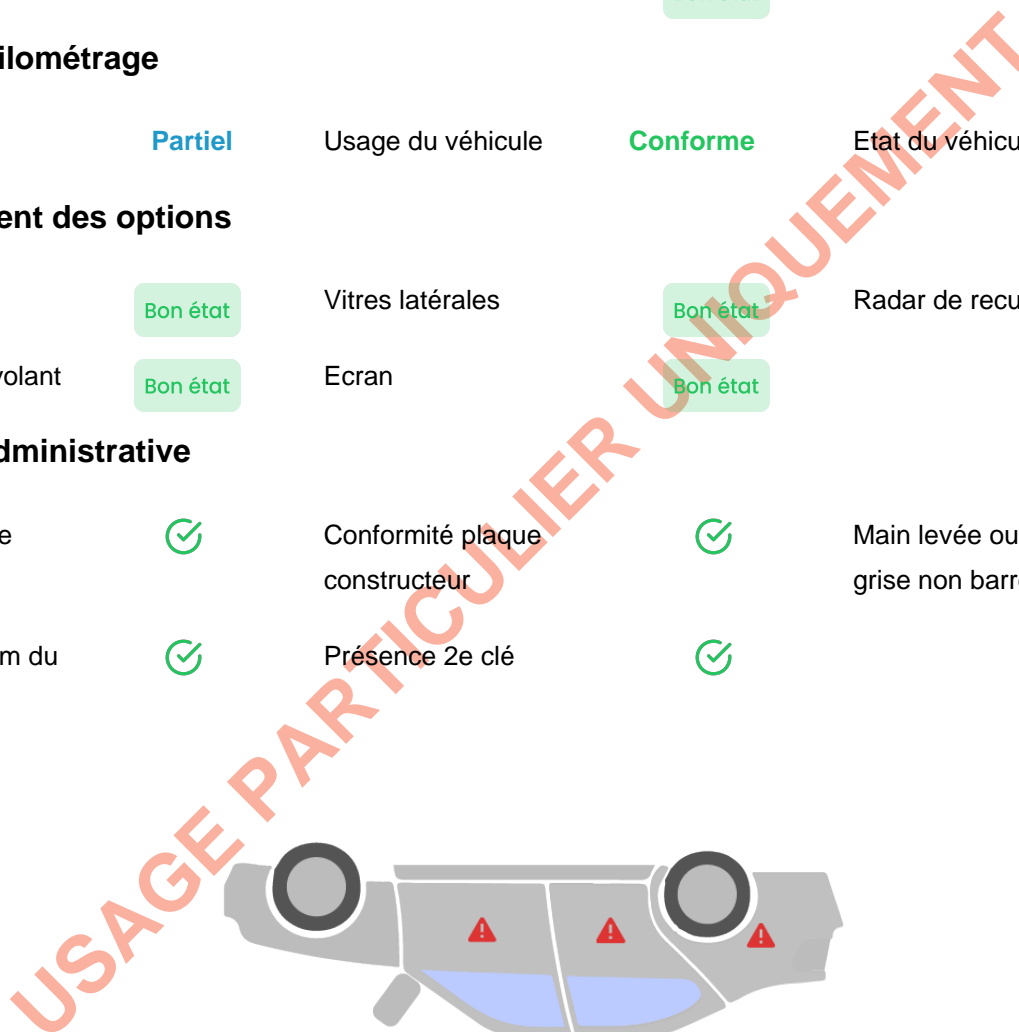 ilométrage
Partiel Usage du véhicule Conforme Etat du véhicu
ent des options
Bon état Vitres latérales Bon état Radar de recu
volant Bon état Ecran Bon état
dministrative
e Conformité plaque Main levée ou
constructeur grise non barr
m du Présence 2e clé
USAGE PARTICULIER UNIQUEMENT